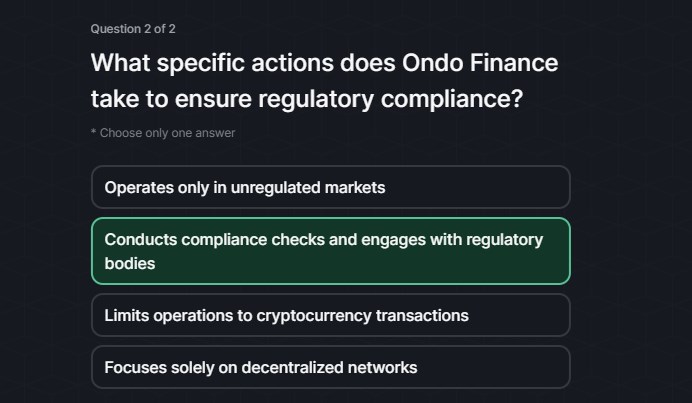 Question 2 of 2
What specific actions does Ondo Finance
take to ensure regulatory compliance?
* Choose only one answer
Operates only in unregulated markets
Conducts compliance checks and engages with regulatory
bodies
Limits operations to cryptocurrency transactions
Focuses solely on decentralized networks